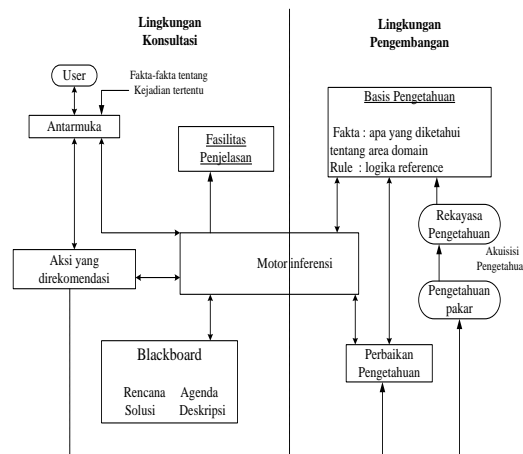 Lingkungan
Konsultasi
Lingkungan
Pengembangan
User
Fakta-fakta tentang
Kejadian tertentu
Antarmuka
Fasilitas
Penjelasan
Basis Pengetahuan
Fakta : apa yang diketahui
tentang area domain
Rule : logika reference
Rekayasa
Pengetahuan
Akuisisi
Pengetahua
Aksi yang
direkomendasi
Motor inferensi
Pengetahuan
pakar
Blackboard
Rencana Agenda
Solusi Deskripsi
Perbaikan
Pengetahuan